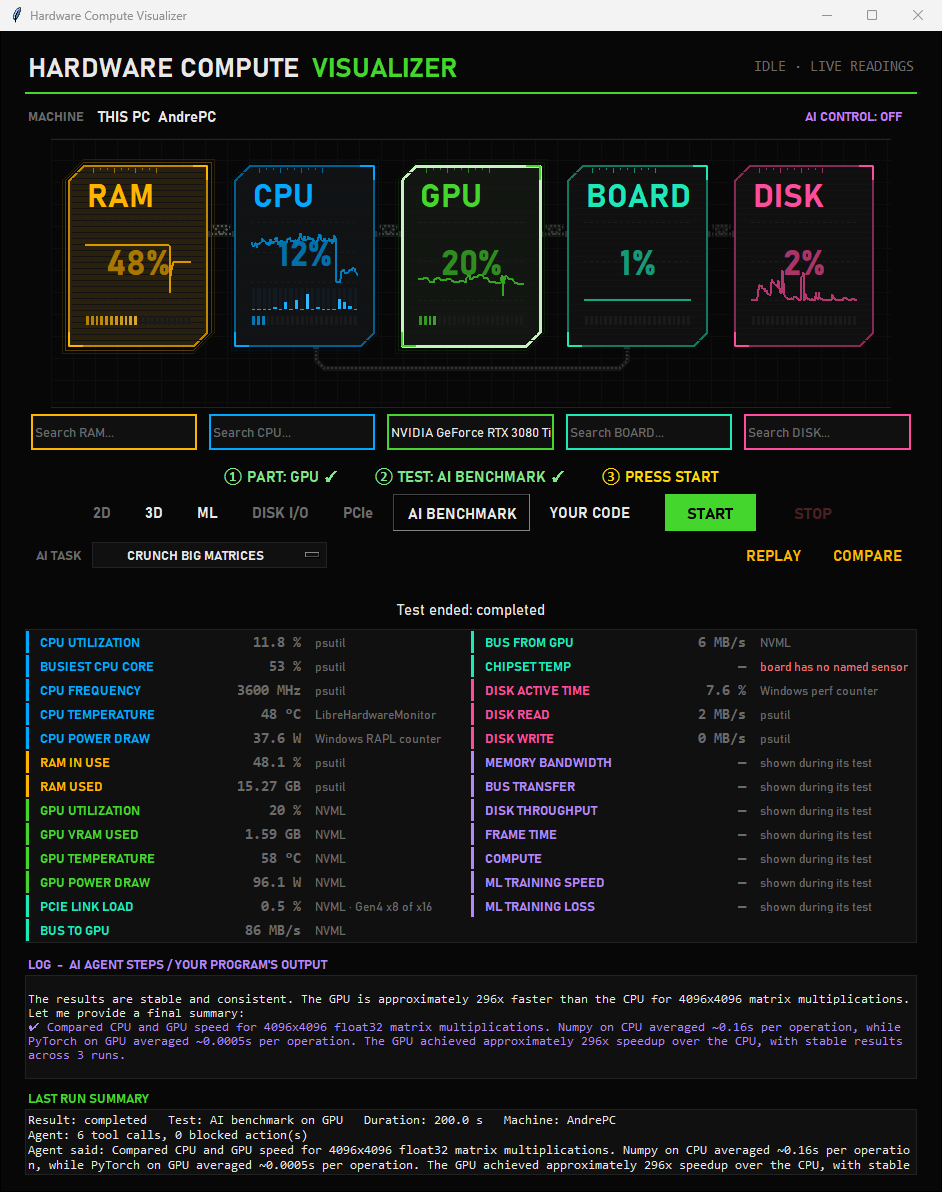 Hardware Compute Visualizer
HARDWARE COMPUTE VISUALIZER
IDLE · LIVE READINGS
MACHINE THIS PC AndrePC
AI CONTROL: OFF
RAM CPU GPU BOARD DISK
48% 12% 20% 1% 2%
Search RAM... Search CPU... NVIDIA GeForce RTX 3080 Ti Search BOARD... Search DISK...
① PART: GPU ✔ ② TEST: AI BENCHMARK ✔ ③ PRESS START
2D 3D ML DISK I/O PCIe AI BENCHMARK YOUR CODE START STOP
AI TASK CRUNCH BIG MATRICES REPLAY COMPARE
Test ended: completed
CPU UTILIZATION 11.8 % psutil
BUSIEST CPU CORE 53 % psutil
CPU FREQUENCY 3600 MHz psutil
CPU TEMPERATURE 48 °C LibreHardwareMonitor
CPU POWER DRAW 37.6 W Windows RAPL counter
RAM IN USE 48.1 % psutil
RAM USED 15.27 GB psutil
GPU UTILIZATION 20 % NVML
GPU VRAM USED 1.59 GB NVML
GPU TEMPERATURE 58 °C NVML
GPU POWER DRAW 96.1 W NVML
PCIE LINK LOAD 0.5 % NVML · Gen4 x8 of x16
BUS TO GPU 86 MB/s NVML
BUS FROM GPU 6 MB/s NVML
CHIPSET TEMP — board has no named sensor
DISK ACTIVE TIME 7.6 % Windows perf counter
DISK READ 2 MB/s psutil
DISK WRITE 0 MB/s psutil
MEMORY BANDWIDTH — shown during its test
BUS TRANSFER — shown during its test
DISK THROUGHPUT — shown during its test
FRAME TIME — shown during its test
COMPUTE — shown during its test
ML TRAINING SPEED — shown during its test
ML TRAINING LOSS — shown during its test
LOG - AI AGENT STEPS / YOUR PROGRAM'S OUTPUT
The results are stable and consistent. The GPU is approximately 296x faster than the CPU for 4096x4096 matrix multiplications.
Let me provide a final summary:
✔ Compared CPU and GPU speed for 4096x4096 float32 matrix multiplications. Numpy on CPU averaged ~0.16s per operation, while
PyTorch on GPU averaged ~0.0005s per operation. The GPU achieved approximately 296x speedup over the CPU, with stable results
across 3 runs.
LAST RUN SUMMARY
Result: completed Test: AI benchmark on GPU Duration: 200.0 s Machine: AndrePC
Agent: 6 tool calls, 0 blocked action(s)
Agent said: Compared CPU and GPU speed for 4096x4096 float32 matrix multiplications. Numpy on CPU averaged ~0.16s per operatio
n, while PyTorch on GPU averaged ~0.0005s per operation. The GPU achieved approximately 296x speedup over the CPU, with stable